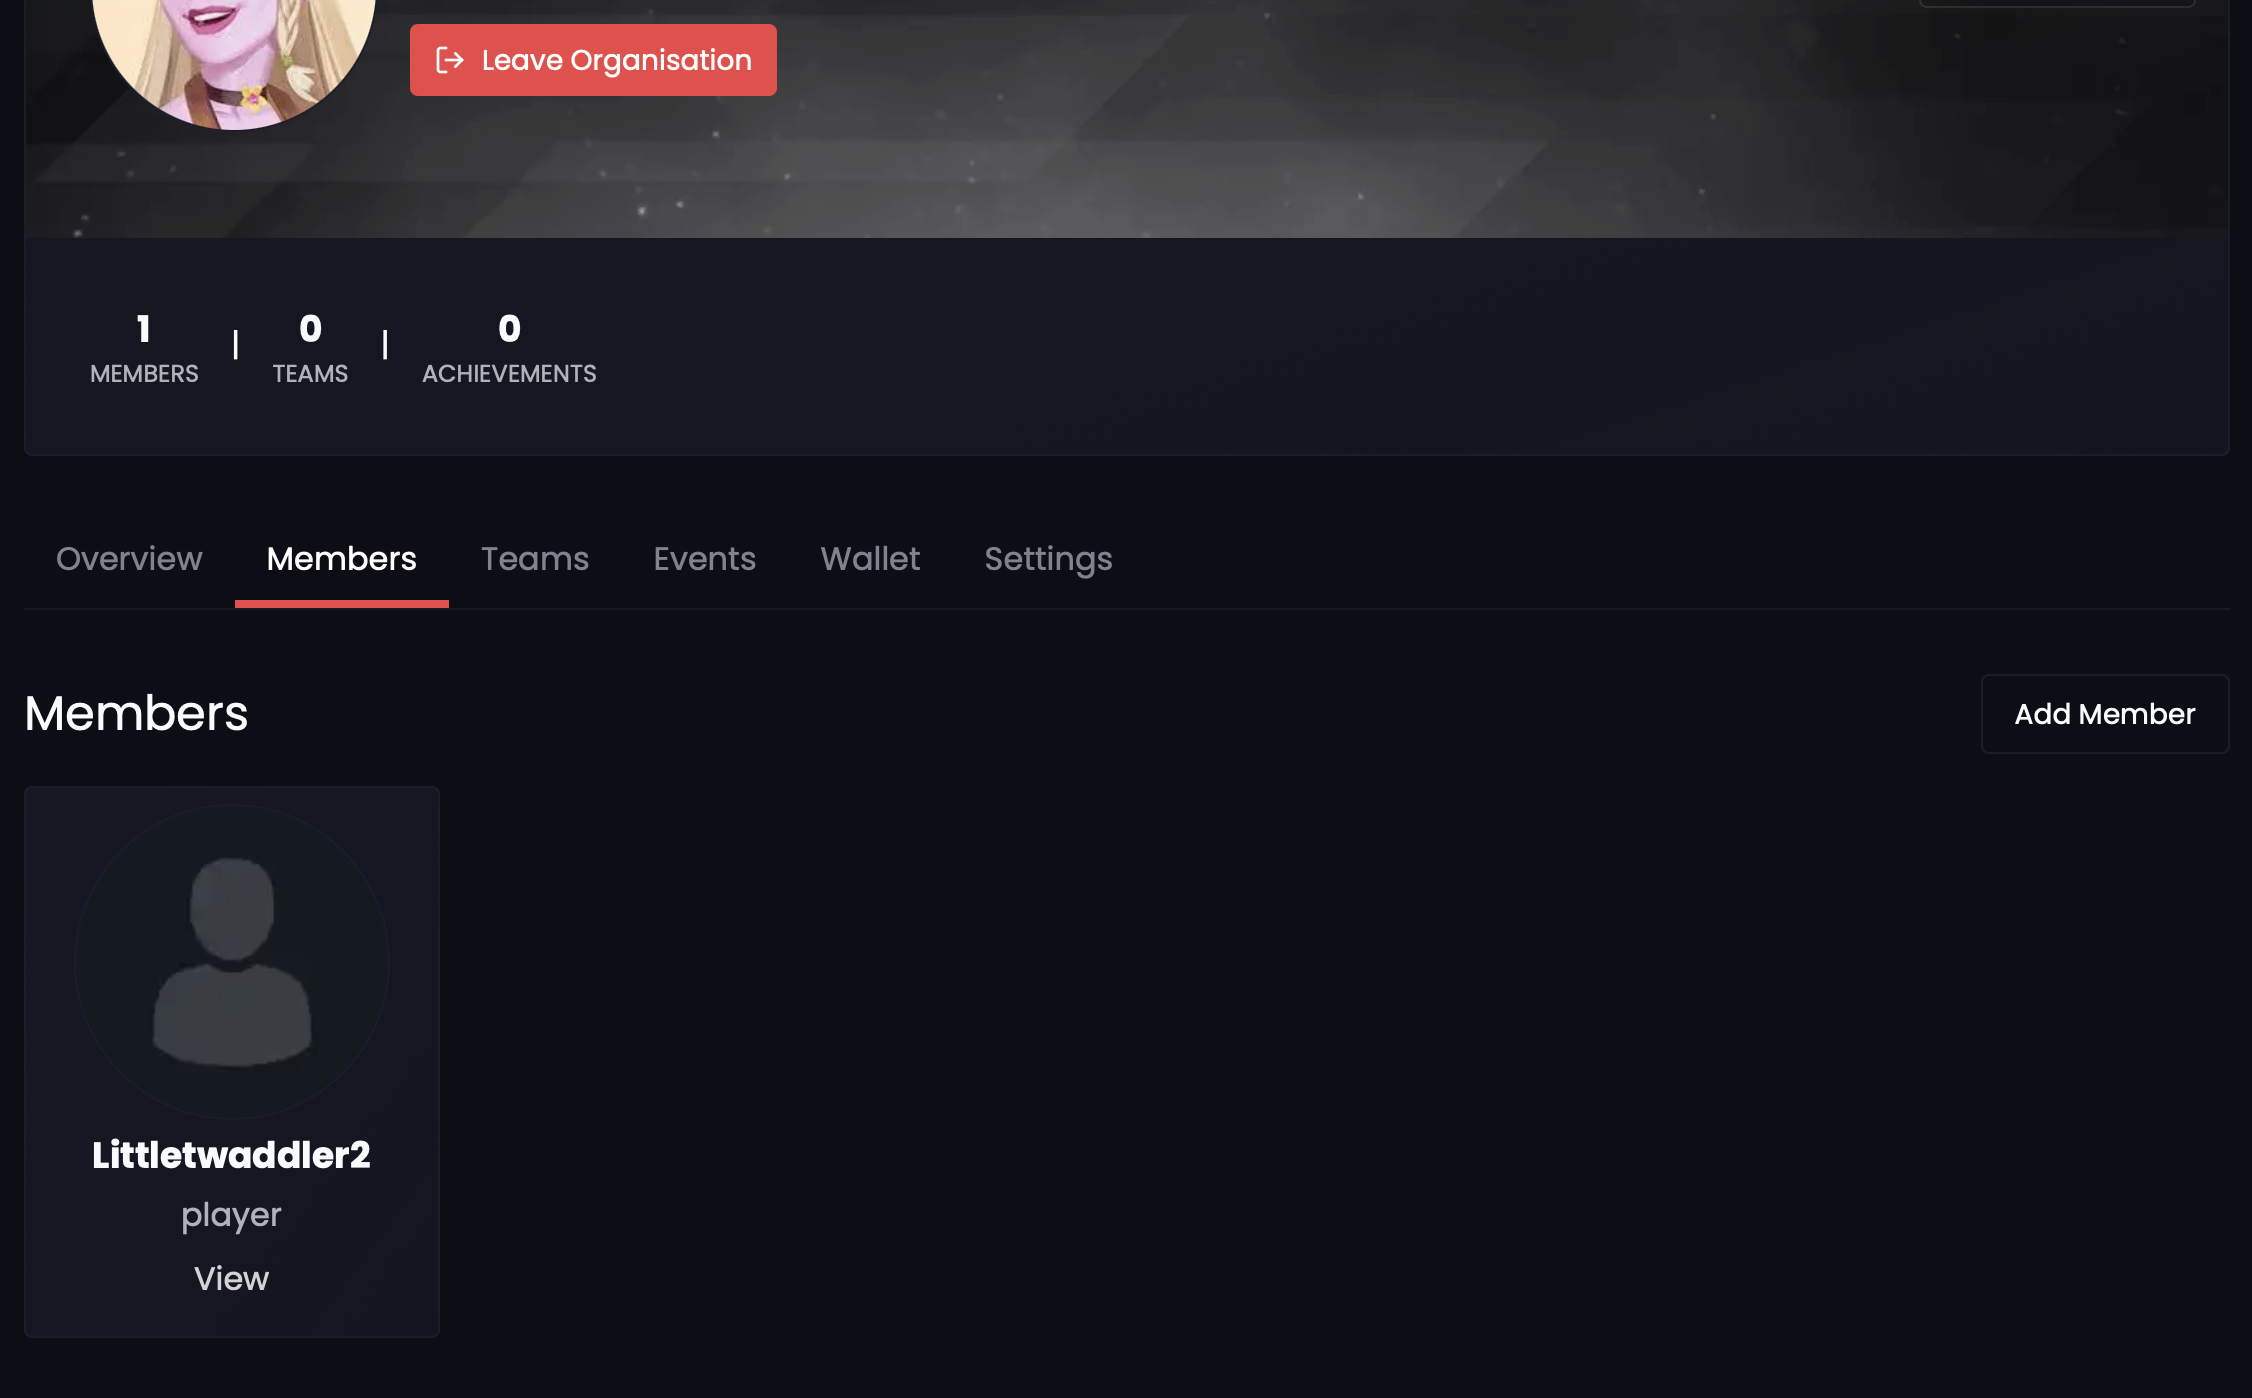 Leave Organisation
1 | 0 | 0
MEMBERS TEAMS ACHIEVEMENTS
Overview Members Teams Events Wallet Settings
Members
Add Member
Littletwaddler2
player
View